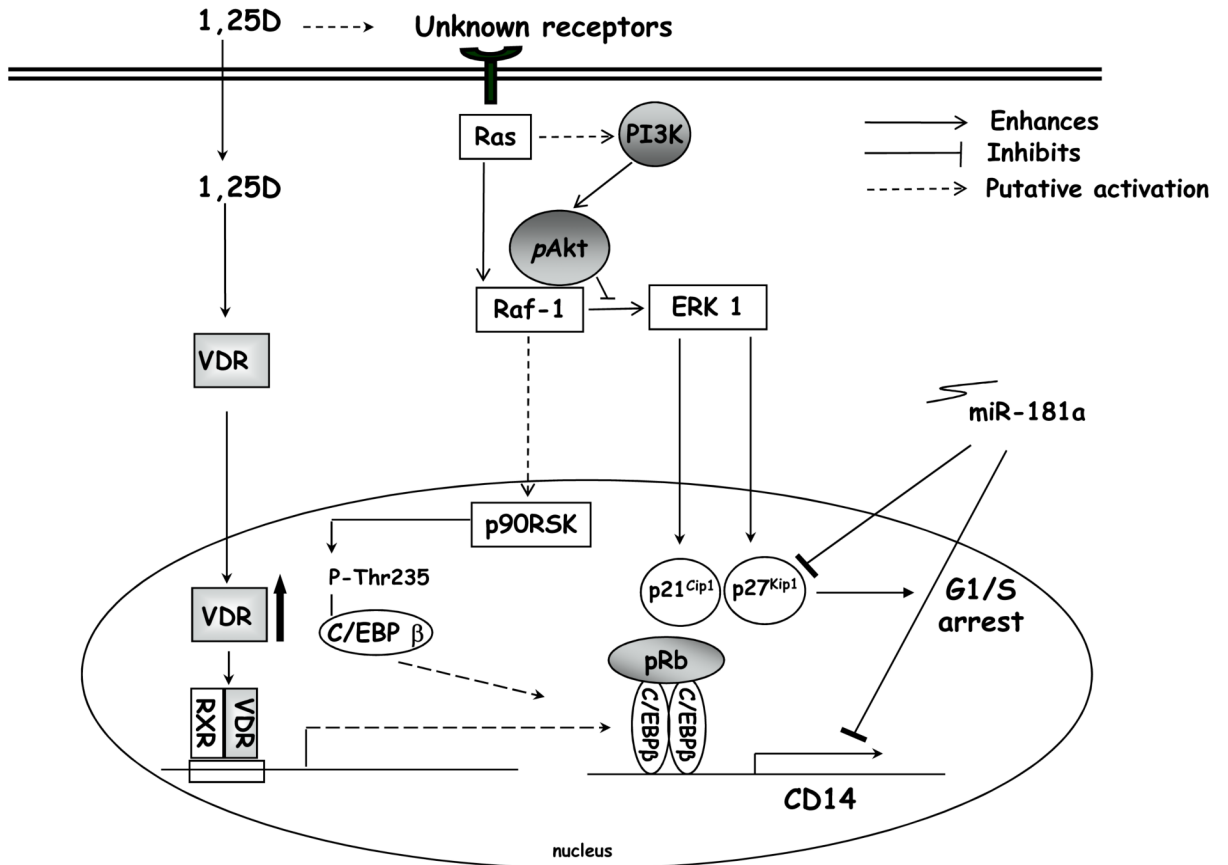 1,25D
Unknown receptors
Ras
PI3K
Enhances
Inhibits
Putative activation
1,25D
pAkt
Raf-1
ERK 1
VDR
miR-181a
p90RSK
P-Thr235
C/EBP β
VDR
p21Cip1
p27Kip1
G1/S
arrest
pRb
RXR
VDR
C/EBPβ
C/EBPβ
CD14
nucleus